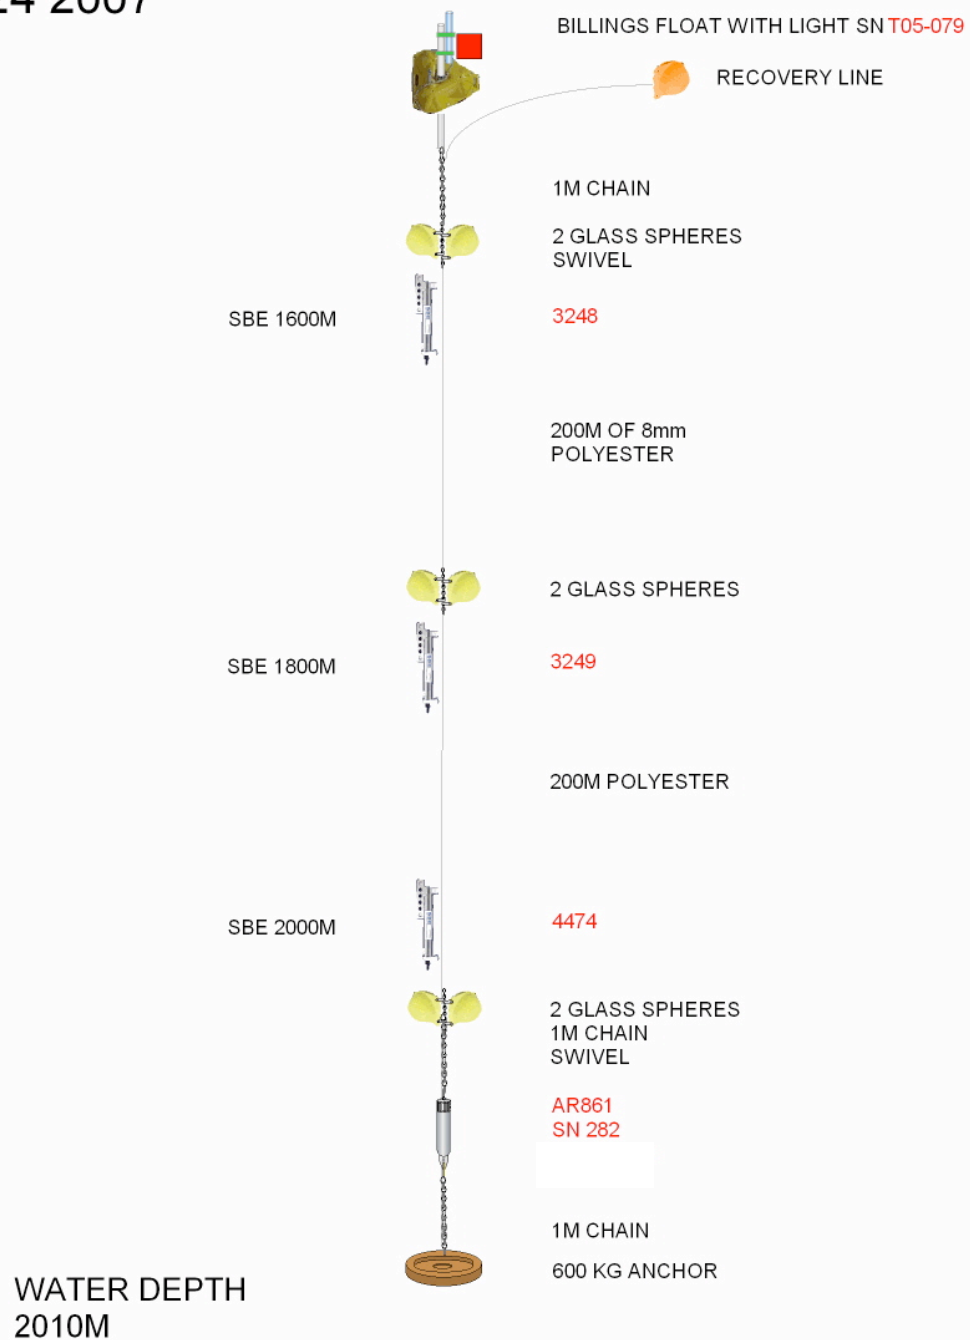 2007
BILLINGS FLOAT WITH LIGHT SN T05-079
RECOVERY LINE
1M CHAIN
2 GLASS SPHERES
SWIVEL
SBE 1600M
3248
200M OF 8mm
POLYESTER
2 GLASS SPHERES
SBE 1800M
3249
200M POLYESTER
SBE 2000M
4474
2 GLASS SPHERES
1M CHAIN
SWIVEL
AR861
SN 282
1M CHAIN
600 KG ANCHOR
WATER DEPTH
2010M